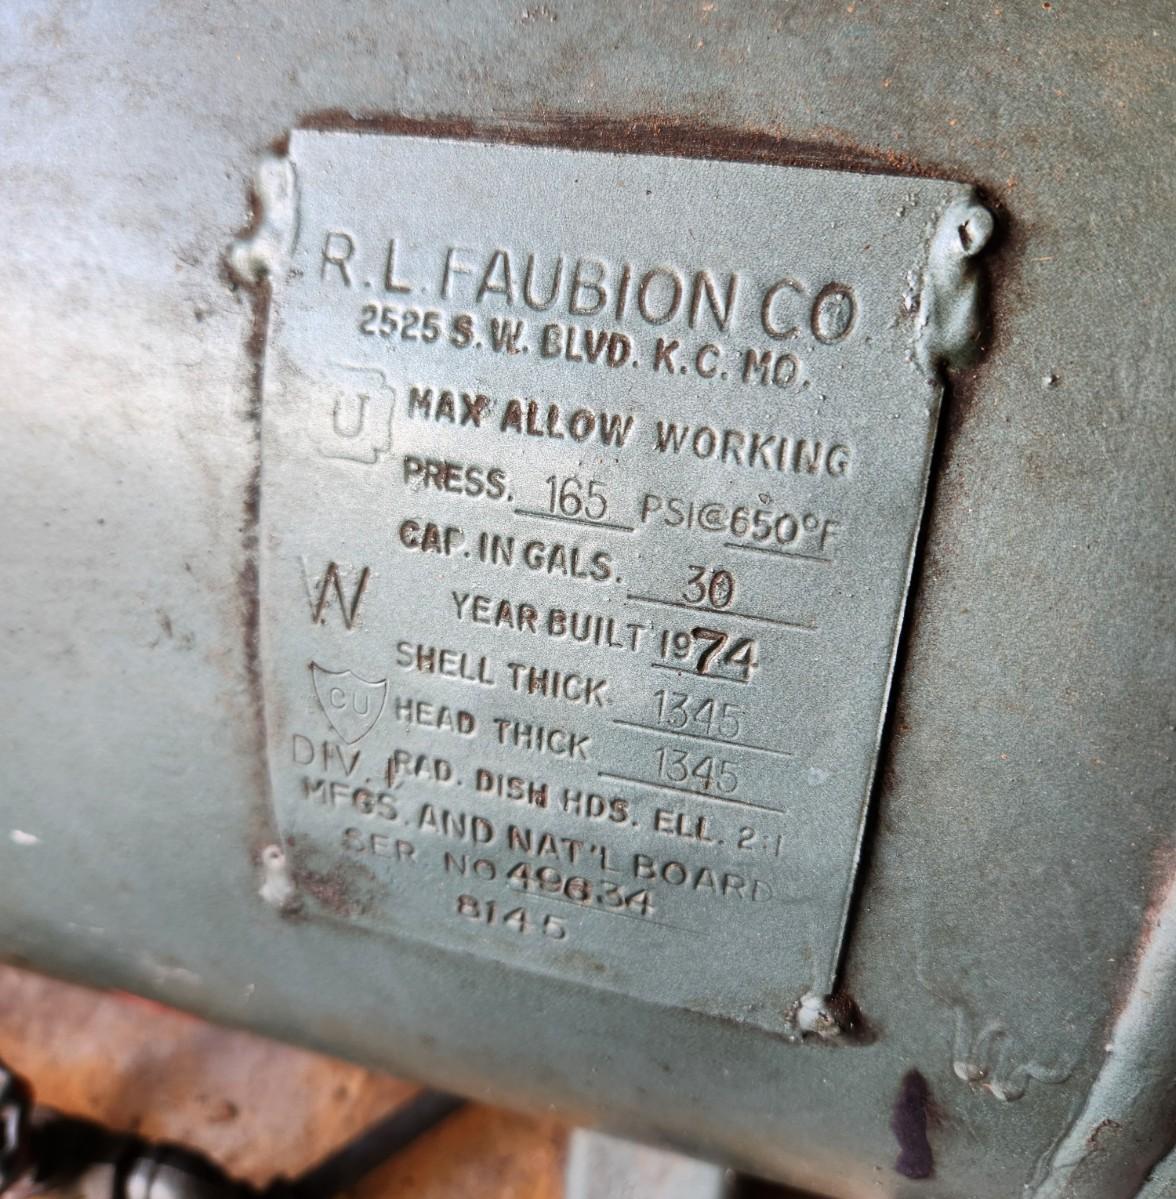 R.L. FAUBION CO.
2525 S.W. BLVD. K.C. MO.
U MAX ALLOW WORKING
PRESS. 165 PSI@650°F
CAP. IN GALS. 30
W YEAR BUILT 1974
SHELL THICK. 1345
CU HEAD THICK 1345
DIV. 1 RAD. DISH HDS. ELL. 2:1
MFGS. AND NAT'L BOARD
SER. NO 49634
8145